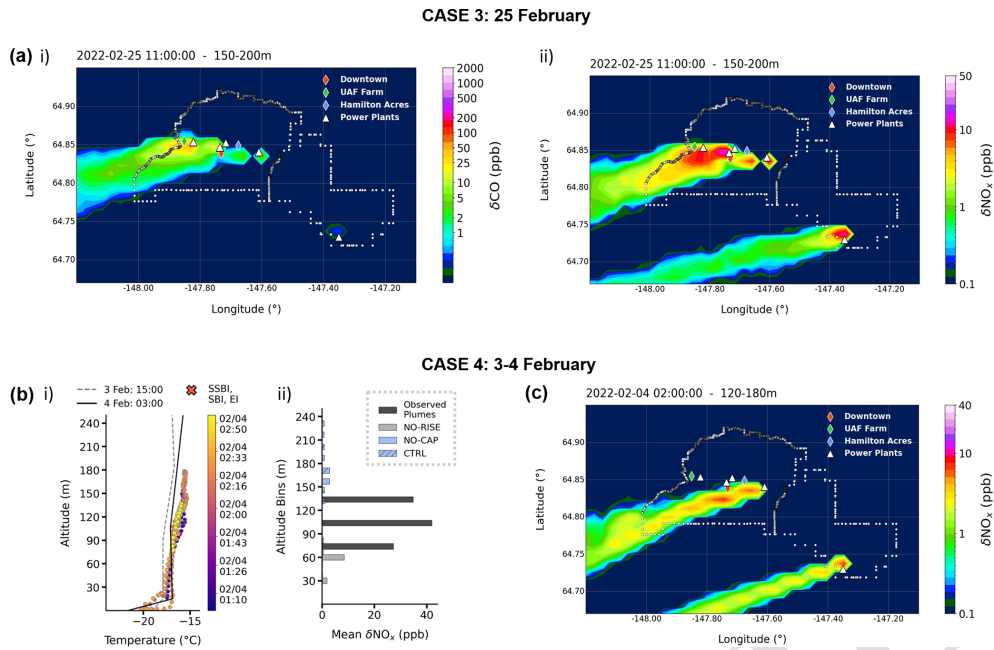 CASE 3: 25 February
(a) i)
2022-02-25 11:00:00 - 150-200m
64.90
64.85
64.80
64.75
64.70
Latitude (°)
-148.00
-147.80
-147.60
-147.40
-147.20
Longitude (°)
Downtown
UAF Farm
Hamilton Acres
Power Plants
2000
1000
500
200
100
50
20
10
5
2
1
δCO (ppb)
ii)
2022-02-25 11:00:00 - 150-200m
64.90
64.85
64.80
64.75
64.70
Latitude (°)
-148.00
-147.80
-147.60
-147.40
-147.20
Longitude (°)
Downtown
UAF Farm
Hamilton Acres
Power Plants
50
10
1
0.1
δNOₓ (ppb)
CASE 4: 3-4 February
(b) i)
3 Feb: 15:00
4 Feb: 03:00
SSBI,
SBI, EI
240
210
180
150
120
90
60
30
Altitude (m)
−20
−15
Temperature (°C)
02/04
02:50
02/04
02:33
02/04
02:16
02/04
02:00
02/04
01:43
02/04
01:26
02/04
01:10
ii)
Observed
Plumes
NO-RISE
NO-CAP
CTRL
240
210
180
150
120
90
60
30
Altitude Bins (m)
0
20
40
Mean δNOₓ (ppb)
(c)
2022-02-04 02:00:00 - 120-180m
64.90
64.85
64.80
64.75
64.70
Latitude (°)
-148.00
-147.80
-147.60
-147.40
-147.20
Longitude (°)
Downtown
UAF Farm
Hamilton Acres
Power Plants
40
10
1
0.1
δNOₓ (ppb)